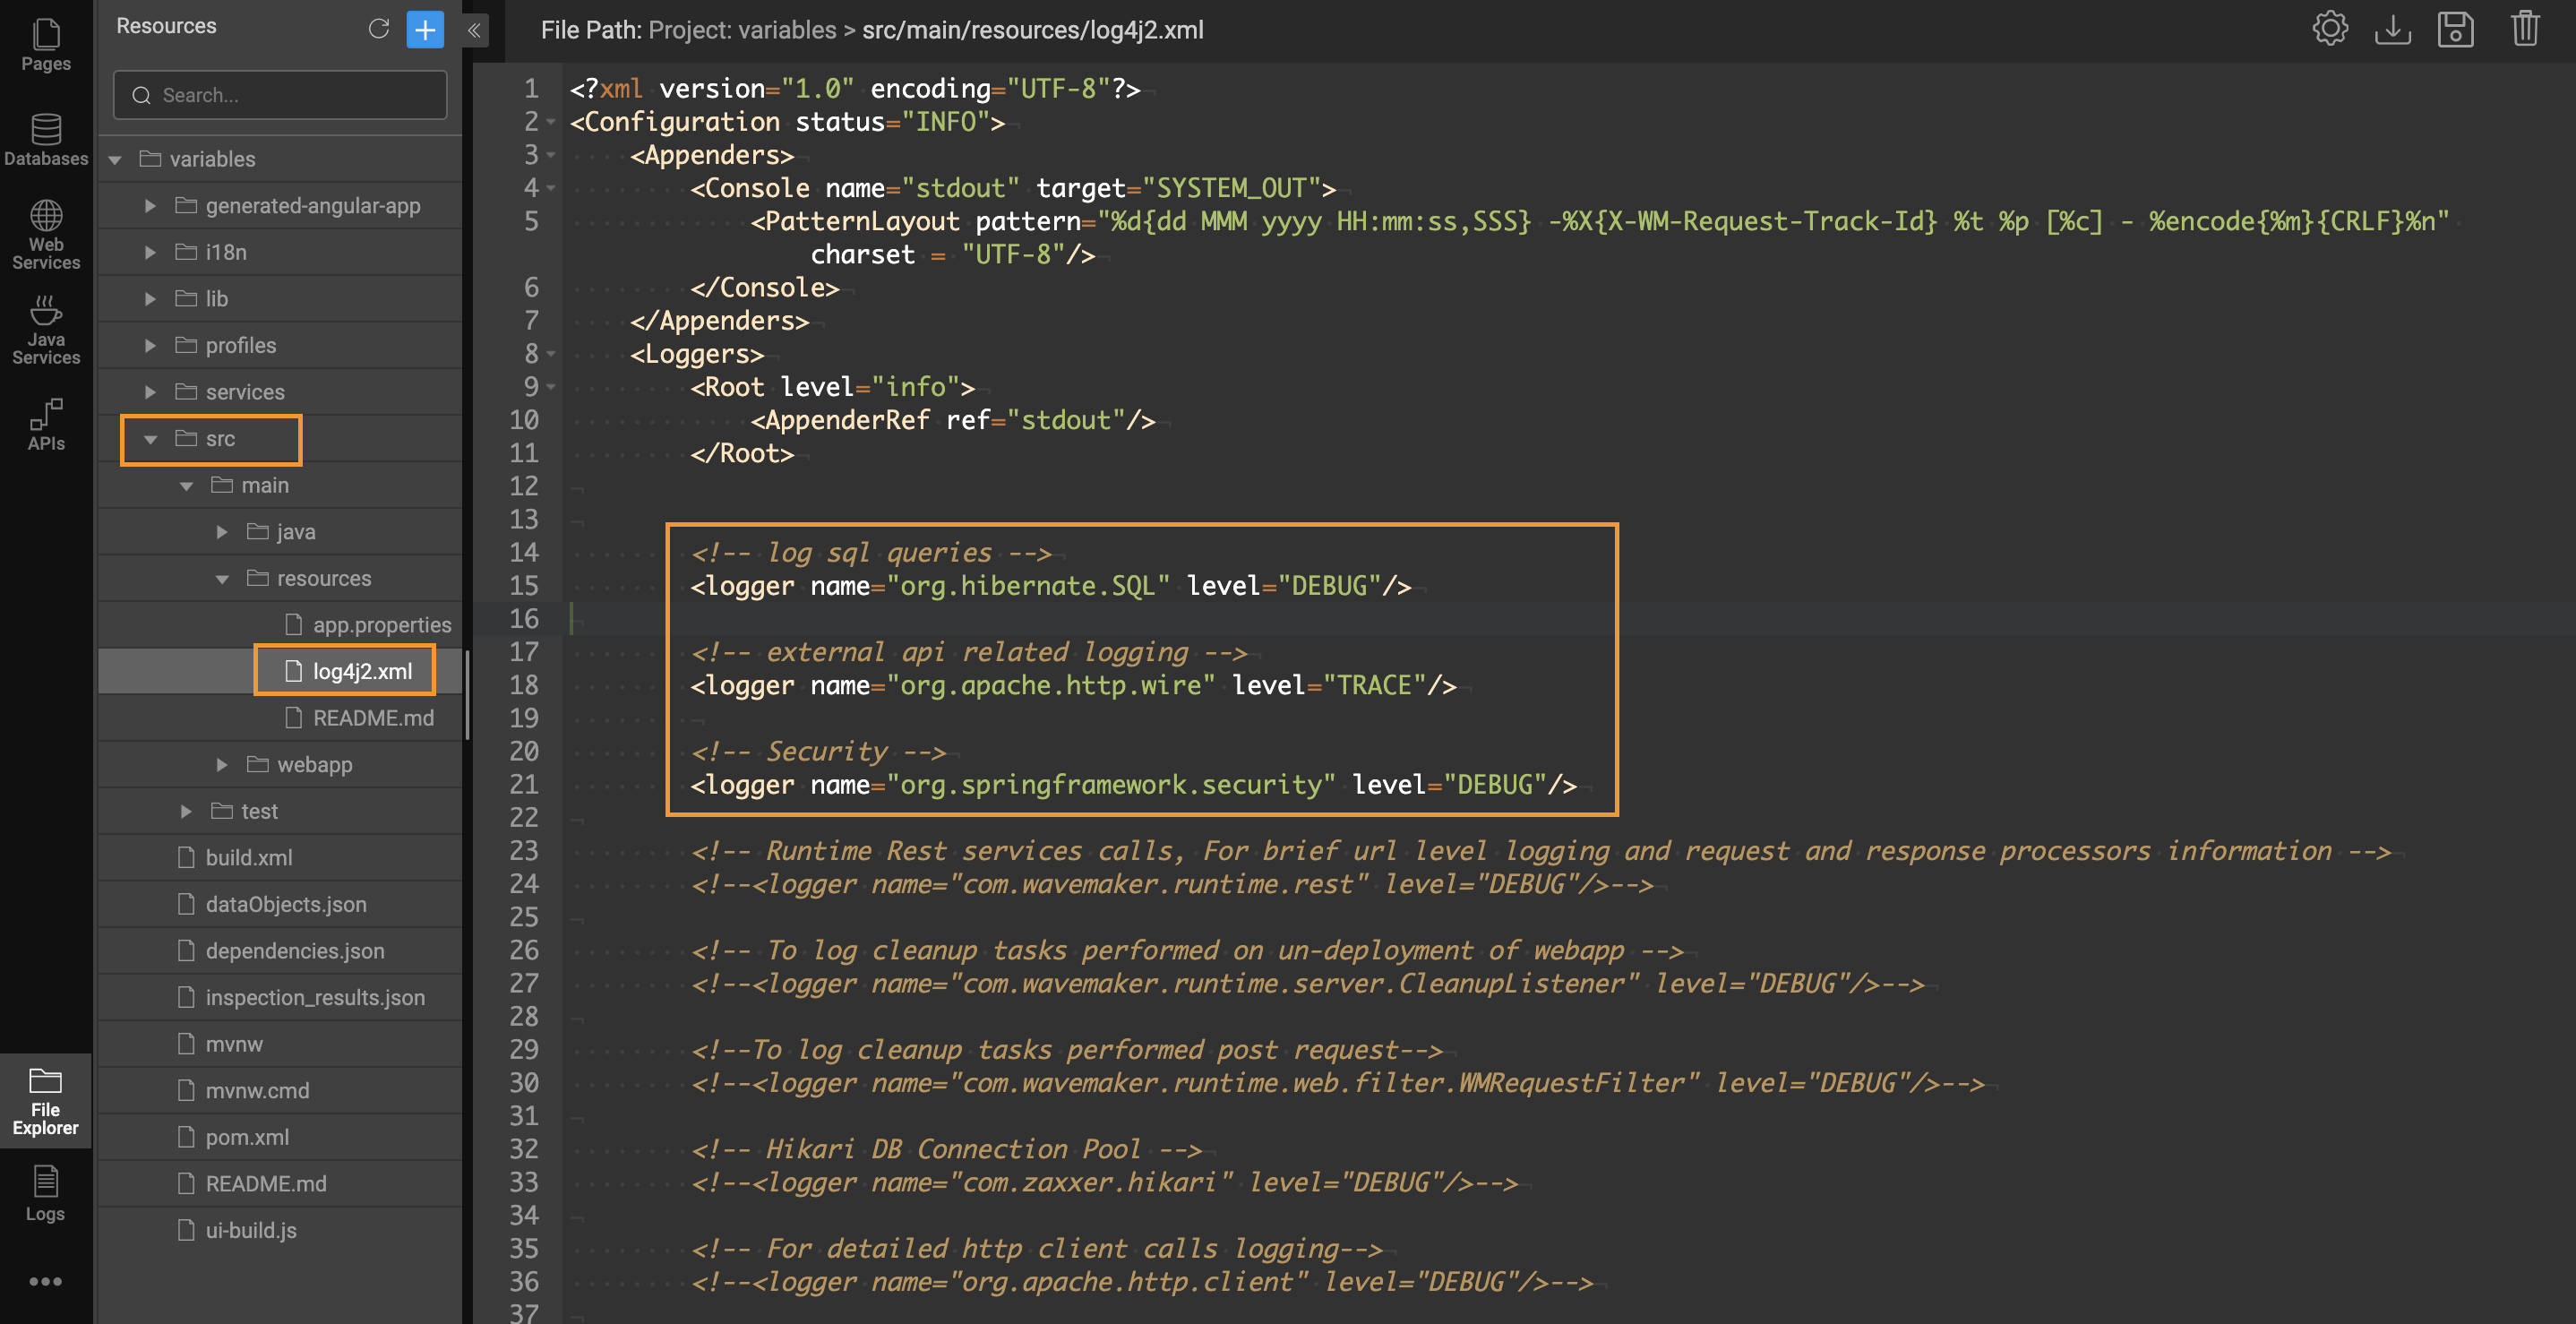 Pages
Databases
Web
Services
Java
Services
APIs
File
Explorer
Logs
Resources
Search...
variables
generated-angular-app
i18n
lib
profiles
services
src
main
java
resources
app.properties
log4j2.xml
README.md
webapp
test
build.xml
dataObjects.json
dependencies.json
inspection_results.json
mvnw
mvnw.cmd
pom.xml
README.md
ui-build.js
File Path: Project: variables > src/main/resources/log4j2.xml
1 <?xml version="1.0" encoding="UTF-8"?>
2 <Configuration status="INFO">
3 <Appenders>
4 <Console name="stdout" target="SYSTEM_OUT">
5 <PatternLayout pattern="%d{dd MMM yyyy HH:mm:ss,SSS} -%X{X-WM-Request-Track-Id} %t %p [%c] - %encode{%m}{CRLF}%n"
charset = "UTF-8"/>
6 </Console>
7 </Appenders>
8 <Loggers>
9 <Root level="info">
10 <AppenderRef ref="stdout"/>
11 </Root>
12
13
14 <!-- log sql queries -->
15 <logger name="org.hibernate.SQL" level="DEBUG"/>
16
17 <!-- external api related logging -->
18 <logger name="org.apache.http.wire" level="TRACE"/>
19
20 <!-- Security -->
21 <logger name="org.springframework.security" level="DEBUG"/>
22
23 <!-- Runtime Rest services calls, For brief url level logging and request and response processors information -->
24 <!--<logger name="com.wavemaker.runtime.rest" level="DEBUG"/>-->
25
26 <!-- To log cleanup tasks performed on un-deployment of webapp -->
27 <!--<logger name="com.wavemaker.runtime.server.CleanupListener" level="DEBUG"/>-->
28
29 <!--To log cleanup tasks performed post request-->
30 <!--<logger name="com.wavemaker.runtime.web.filter.WMRequestFilter" level="DEBUG"/>-->
31
32 <!-- Hikari DB Connection Pool -->
33 <!--<logger name="com.zaxxer.hikari" level="DEBUG"/>-->
34
35 <!-- For detailed http client calls logging-->
36 <!--<logger name="org.apache.http.client" level="DEBUG"/>-->
37